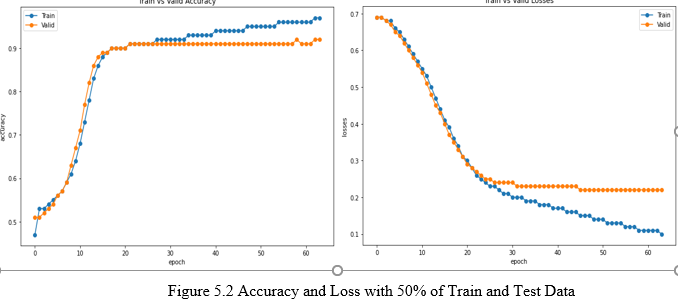 Train vs Valid Accuracy
Train
Valid
accuracy
0.9
0.8
0.7
0.6
0.5
0 10 20 30 40 50 60
epoch
Train vs Valid Losses
Train
Valid
losses
0.7
0.6
0.5
0.4
0.3
0.2
0.1
0 10 20 30 40 50 60
epoch
Figure 5.2 Accuracy and Loss with 50% of Train and Test Data